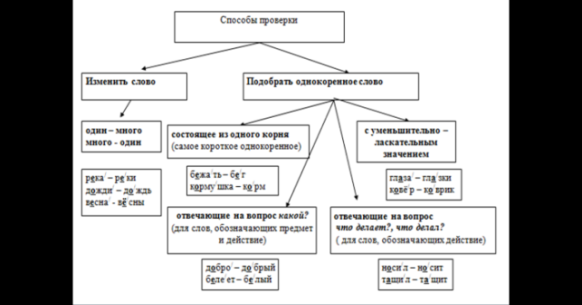 Способы проверки
Изменить слово
Подобрать однокоренное слово
один – много
много - один
состоящее из одного корня
(самое короткое однокоренное)
с уменьшительно –
ласкательным
значением
река/ – ре/ки
дожди/ – до/ждь
весна/ - вё/сны
бежа/ть – бе/г
корму/шка – ко/рм
глаза/ – гла/зки
ковё/р – ко/врик
отвечающие на вопрос какой?
(для слов, обозначающих предмет
и действие)
отвечающие на вопрос
что делает?, что делал?
( для слов, обозначающих действие)
добро/ – до/брый
беле/ет – бе/лый
носи/л – но/сит
тащи/л – та/щит